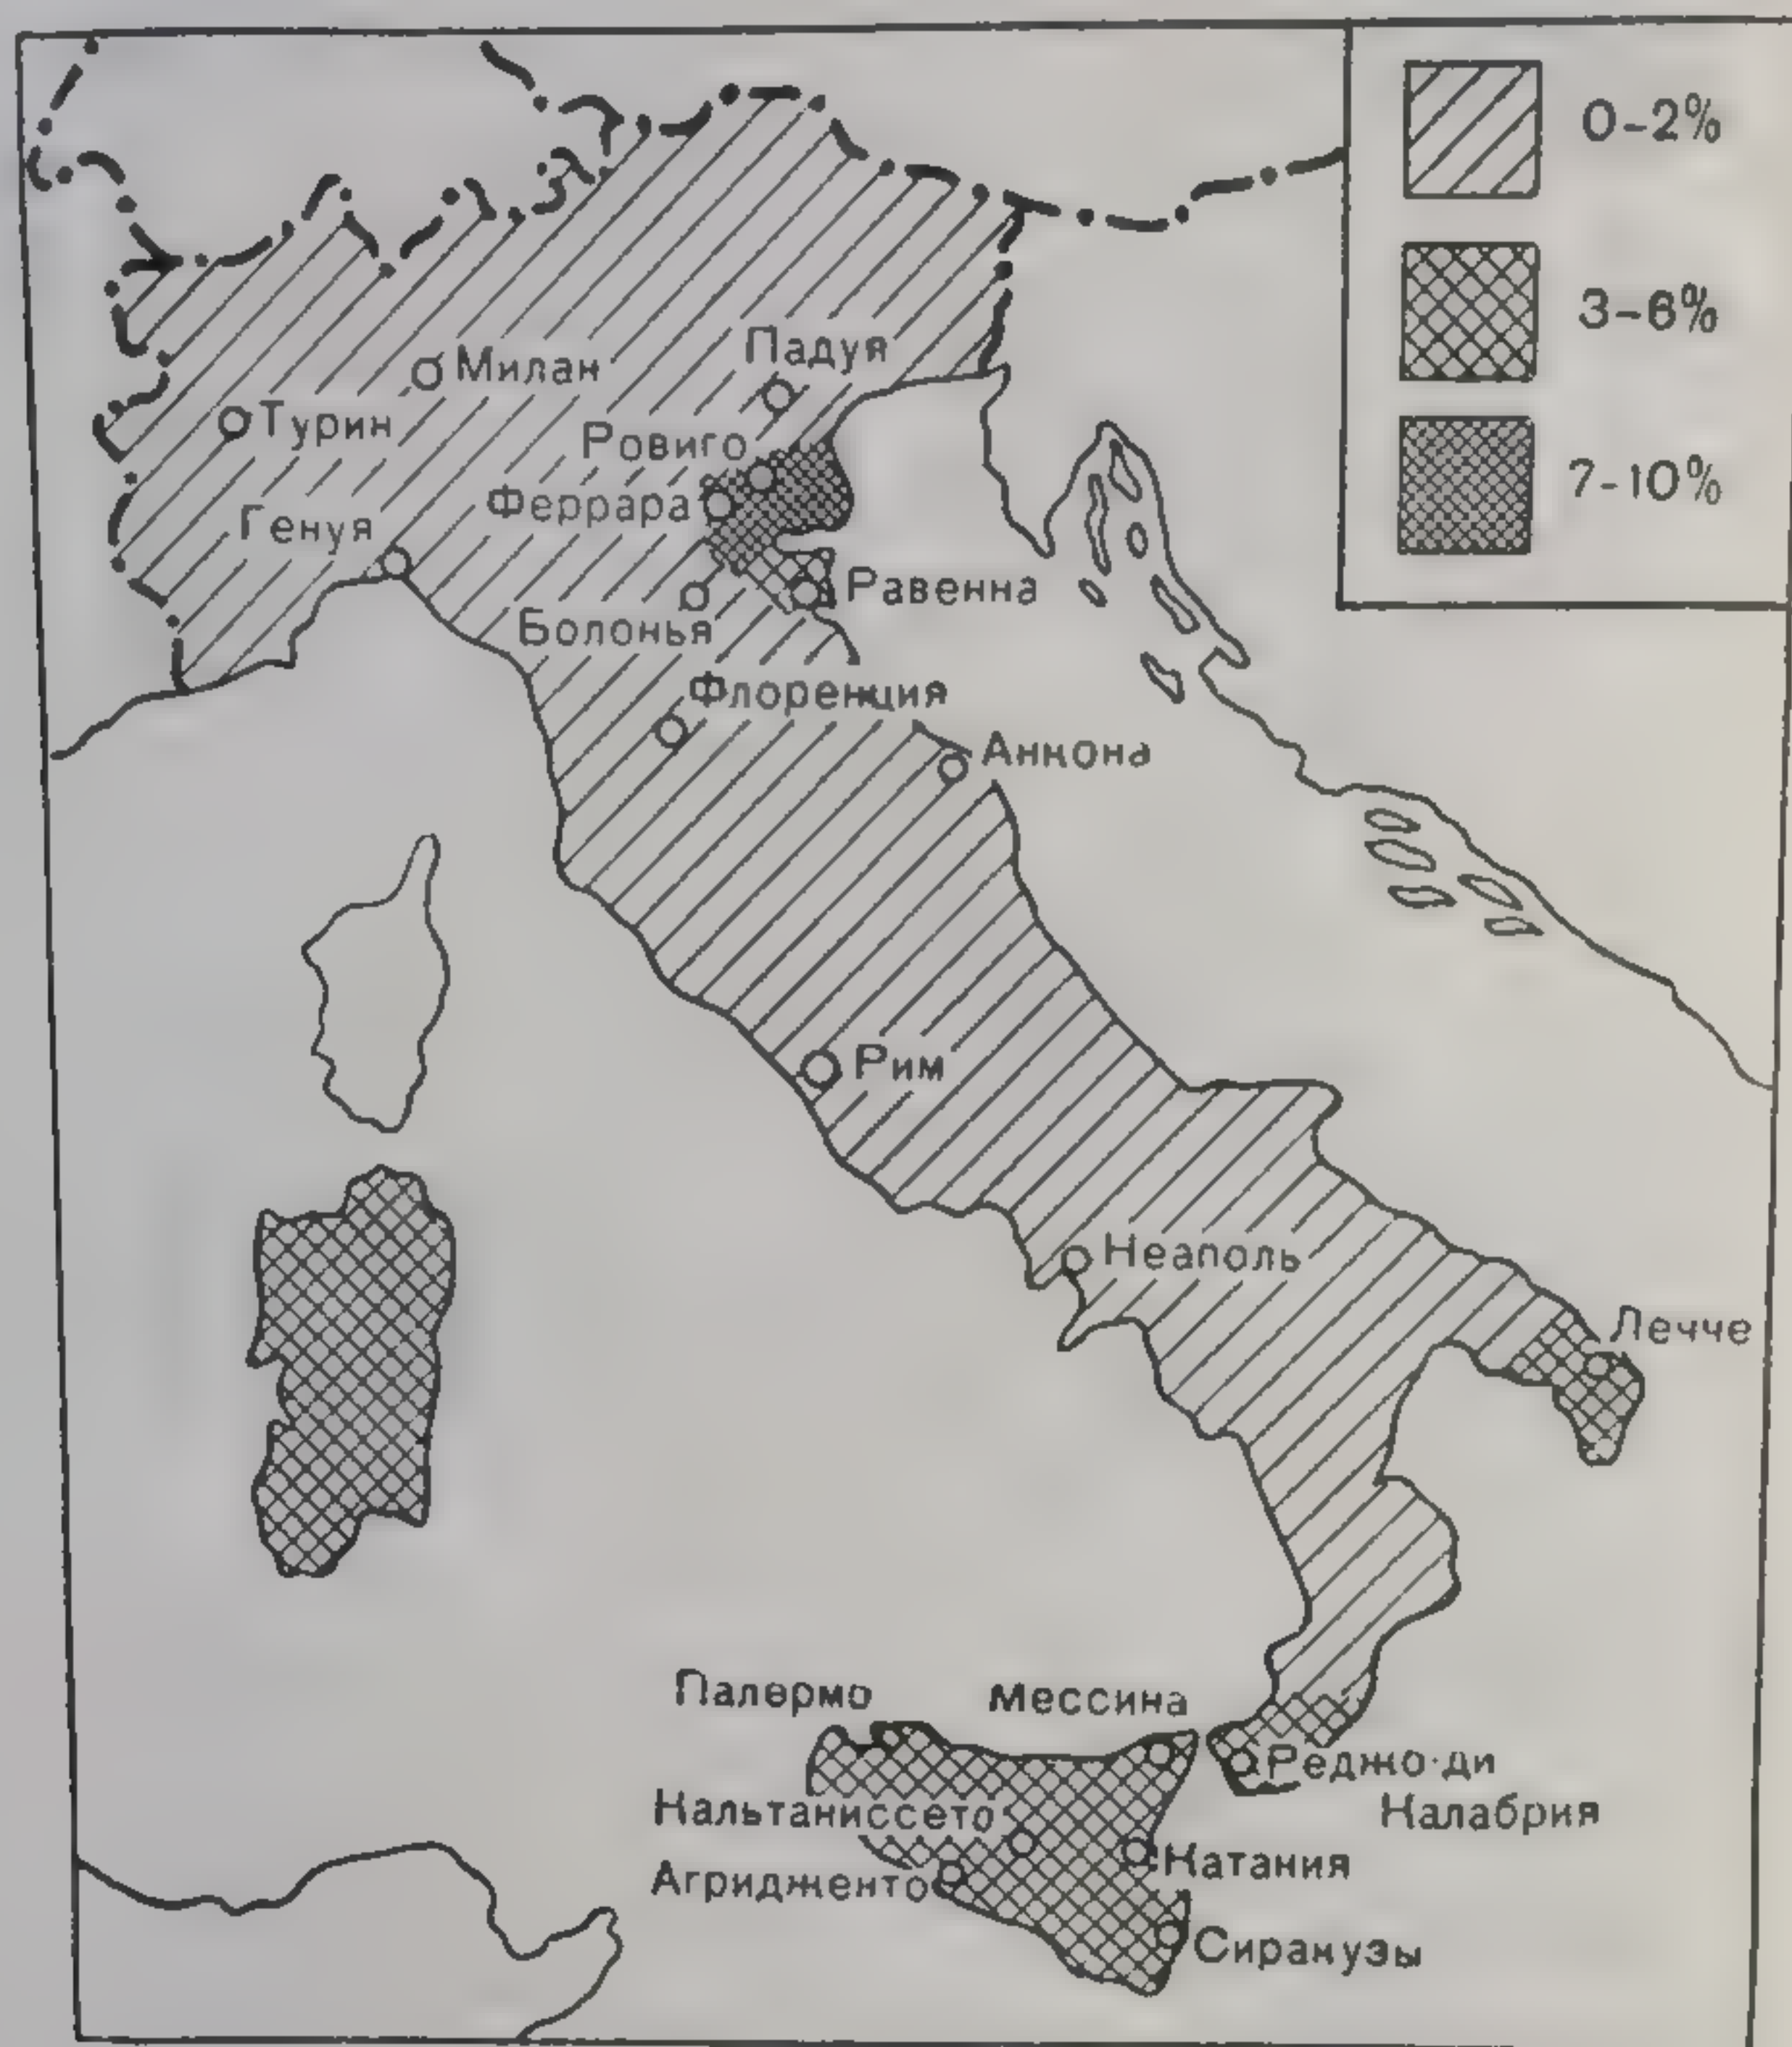 0-2%
3-6%
7-10%
Милан
Падуя
Турин
Ровиго
Феррара
Генуя
Равенна
Болонья
Флоренция
Анкона
Рим
Неаполь
Лечче
Палермо
Мессина
Реджо-ди
Калабрия
Кальтаниссето
Катания
Агридженто
Сиракузы